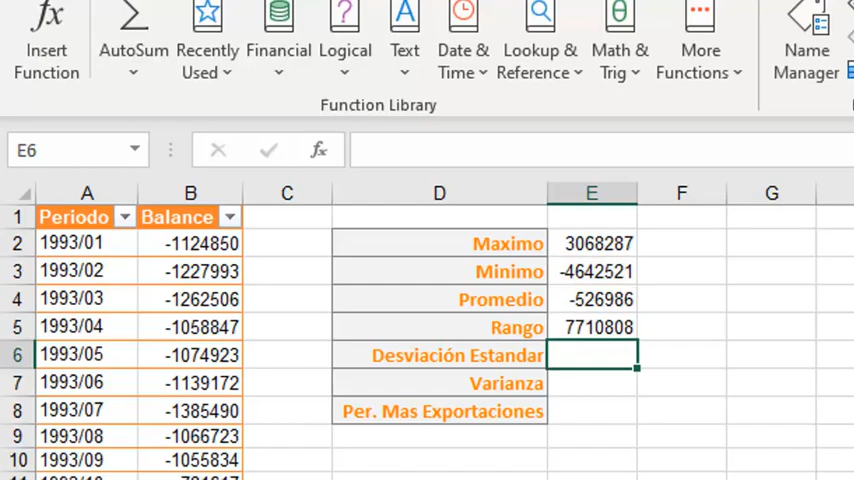 fx Σ ? A θ
Insert Function AutoSum Recently Used Financial Logical Text Date & Time Lookup & Reference Math & Trig More Functions Name Manager
Function Library
E6 fx
A B C D E F G
1 Periodo Balance
2 1993/01 -1124850 Maximo 3068287
3 1993/02 -1227993 Minimo -4642521
4 1993/03 -1262506 Promedio -526986
5 1993/04 -1058847 Rango 7710808
6 1993/05 -1074923 Desviación Estandar
7 1993/06 -1139172 Varianza
8 1993/07 -1385490 Per. Mas Exportaciones
9 1993/08 -1066723
10 1993/09 -1055834